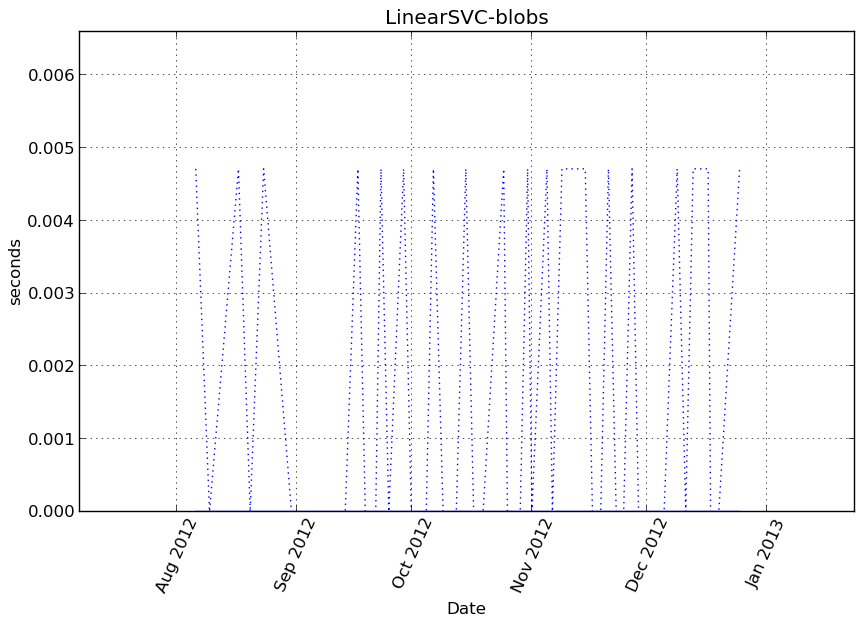 LinearSVC-blobs
0.006
0.005
0.004
0.003
0.002
0.001
0.000
seconds
Aug 2012
Sep 2012
Oct 2012
Nov 2012
Dec 2012
Jan 2013
Date